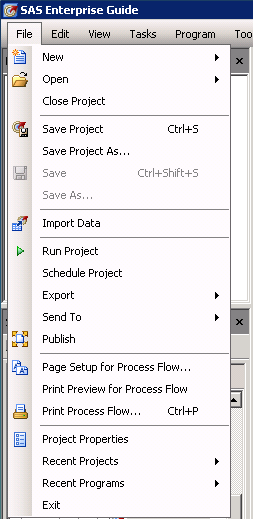 SAS Enterprise Guide
File Edit View Tasks Program Too
New
Open
Close Project
Save Project Ctrl+S
Save Project As...
Save Ctrl+Shift+S
Save As...
Import Data
Run Project
Schedule Project
Export
Send To
Publish
Page Setup for Process Flow...
Print Preview for Process Flow
Print Process Flow... Ctrl+P
Project Properties
Recent Projects
Recent Programs
Exit